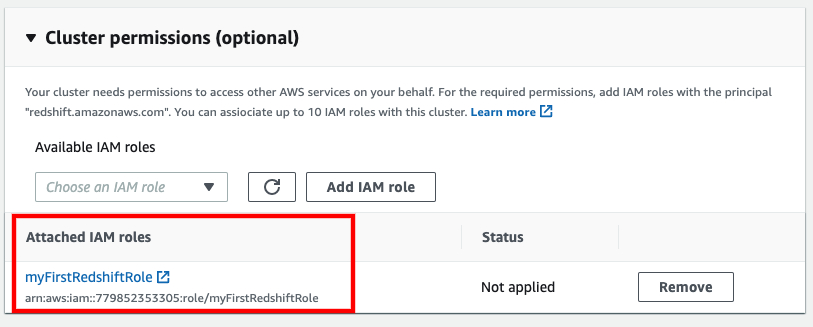 Cluster permissions (optional)
Your cluster needs permissions to access other AWS services on your behalf. For the required permissions, add IAM roles with the principal
"redshift.amazonaws.com". You can assiociate up to 10 IAM roles with this cluster. Learn more
Available IAM roles
Choose an IAM role
Add IAM role
Attached IAM roles Status
myFirstRedshiftRole
arn:aws:iam::779852353305:role/myFirstRedshiftRole
Not applied
Remove